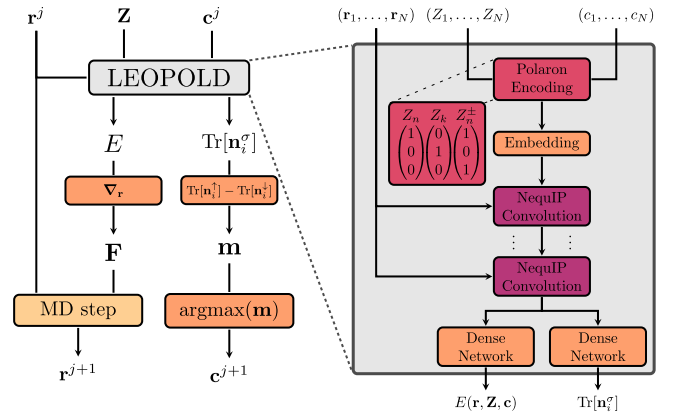 r^j
Z
c^j
LEOPOLD
E
Tr[n_i^σ]
∇_r
Tr[n_i^↑] − Tr[n_i^↓]
F
m
MD step
argmax(m)
r^{j+1}
c^{j+1}
(r_1, . . . , r_N)
(Z_1, . . . , Z_N)
(c_1, . . . , c_N)
Polaron
Encoding
Z_n Z_k Z_n^±
(1) (0) (1)
(0) (1) (0)
(0) (0) (1)
Embedding
NequIP
Convolution
⋮ ⋮
NequIP
Convolution
Dense
Network
Dense
Network
E(r, Z, c)
Tr[n_i^σ]